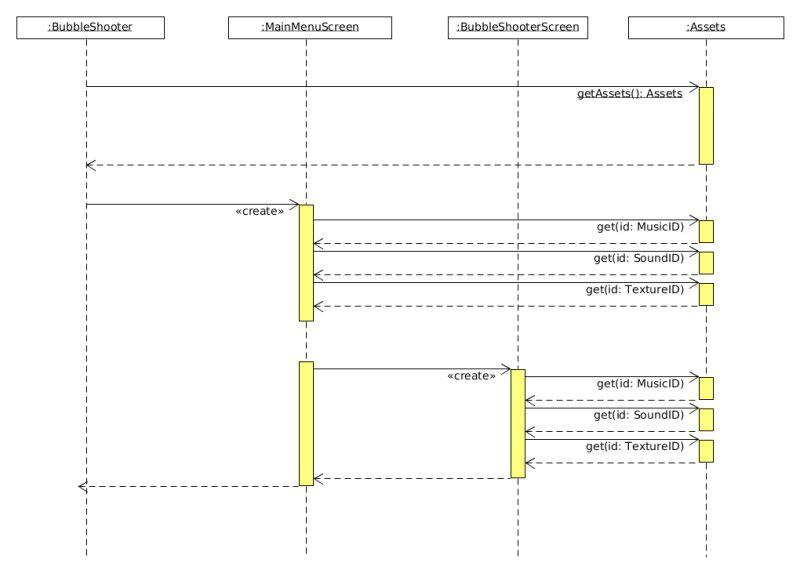 :BubbleShooter
:MainMenuScreen
:BubbleShooterScreen
:Assets
getAssets(): Assets
«create»
get(id: MusicID)
get(id: SoundID)
get(id: TextureID)
«create»
get(id: MusicID)
get(id: SoundID)
get(id: TextureID)